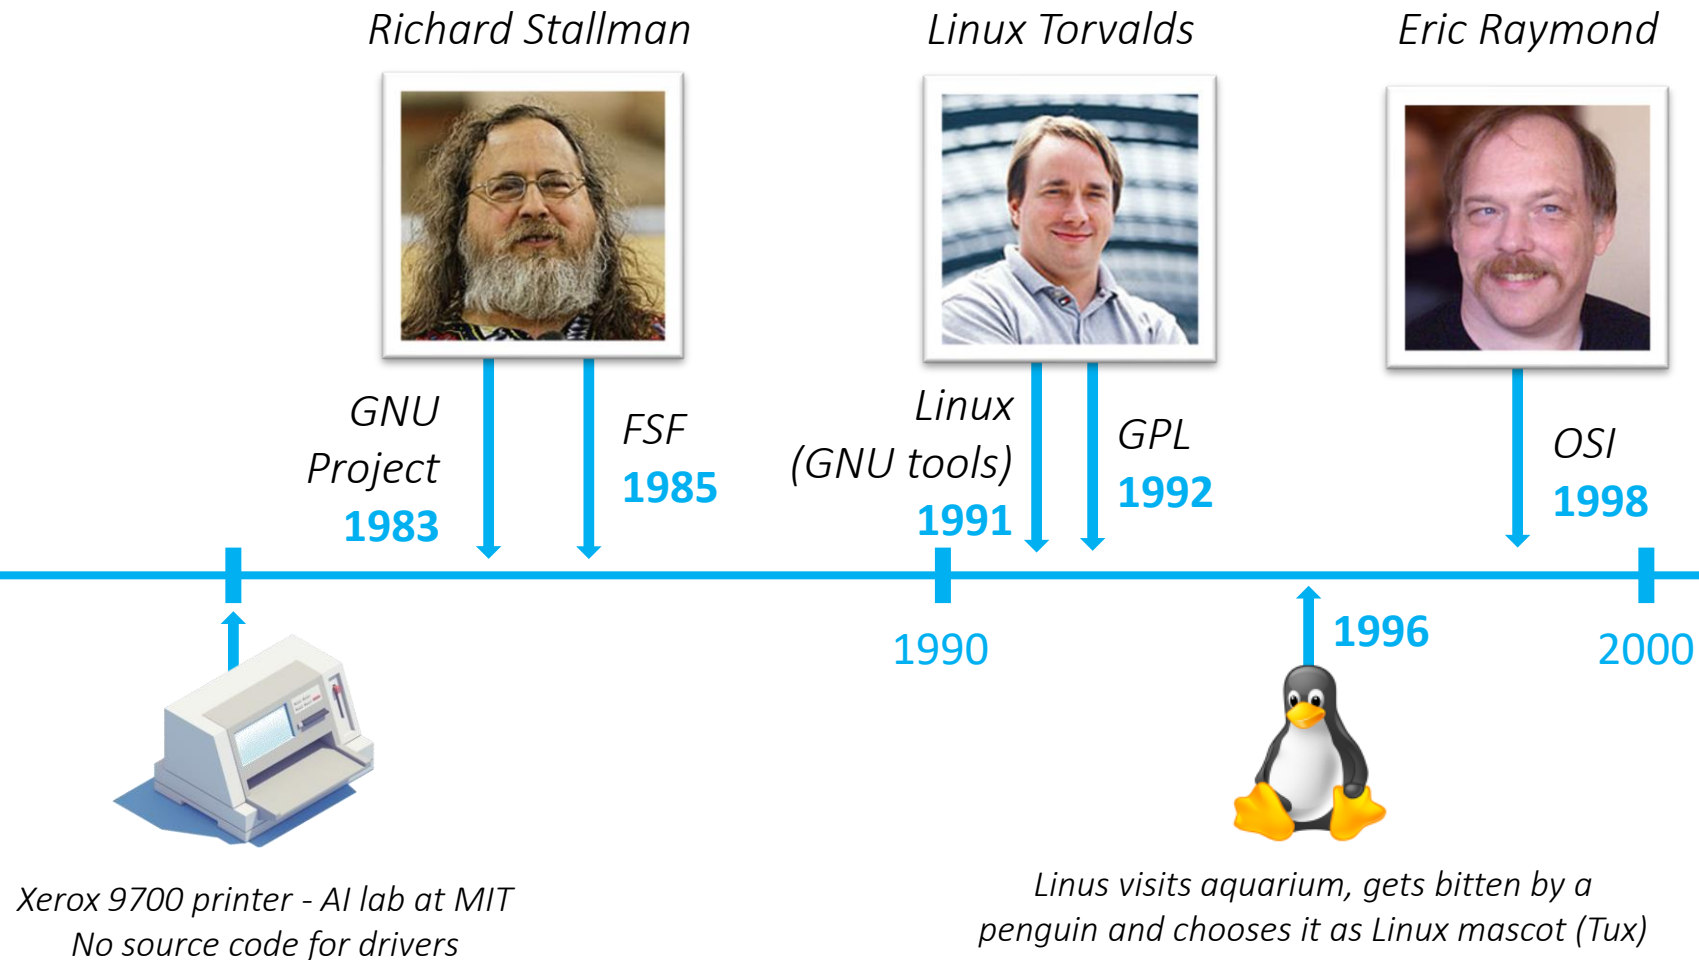 Richard Stallman
Linux Torvalds
Eric Raymond
GNU
Project
1983
FSF
1985
Linux
(GNU tools)
1991
GPL
1992
OSI
1998
1990
1996
2000
Xerox 9700 printer - AI lab at MIT
No source code for drivers
Linus visits aquarium, gets bitten by a
penguin and chooses it as Linux mascot (Tux)